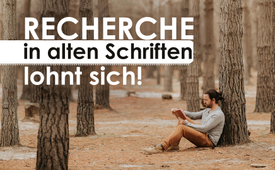 RECHERCHE
in alten Schriften
lohnt sich!